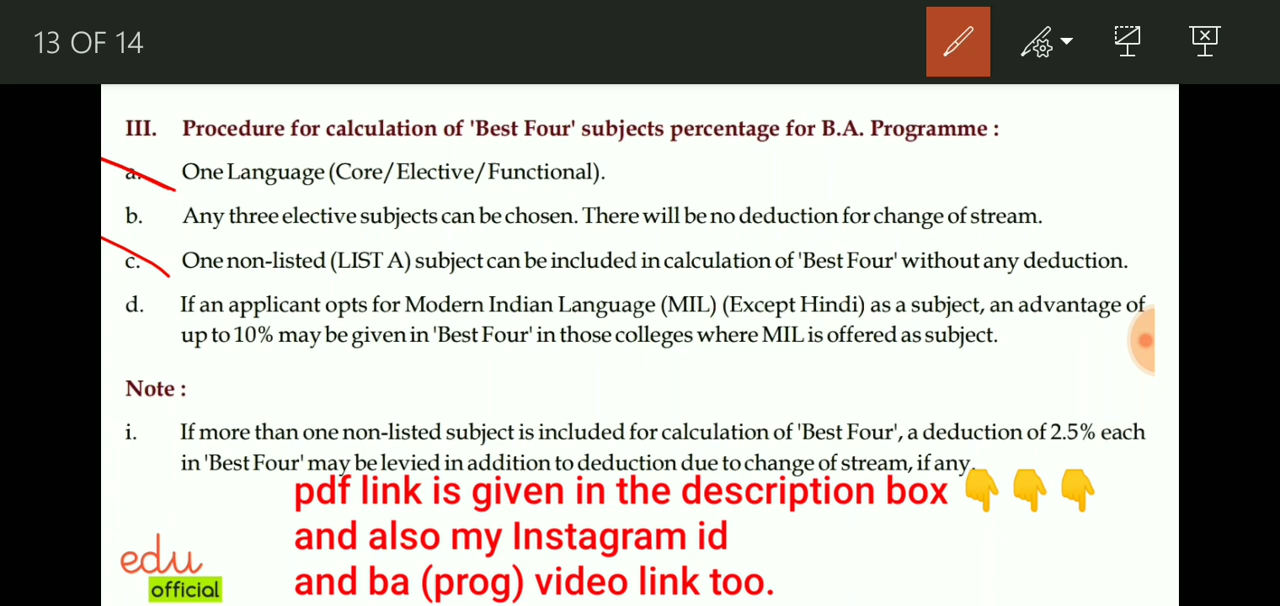 13 OF 14
III. Procedure for calculation of 'Best Four' subjects percentage for B.A. Programme :
a. One Language (Core/Elective/Functional).
b. Any three elective subjects can be chosen. There will be no deduction for change of stream.
c. One non-listed (LIST A) subject can be included in calculation of 'Best Four' without any deduction.
d. If an applicant opts for Modern Indian Language (MIL) (Except Hindi) as a subject, an advantage of
up to 10% may be given in 'Best Four' in those colleges where MIL is offered as subject.
Note :
i. If more than one non-listed subject is included for calculation of 'Best Four', a deduction of 2.5% each
in 'Best Four' may be levied in addition to deduction due to change of stream, if any.
pdf link is given in the description box 👇👇👇
and also my Instagram id
and ba (prog) video link too.
edu
official